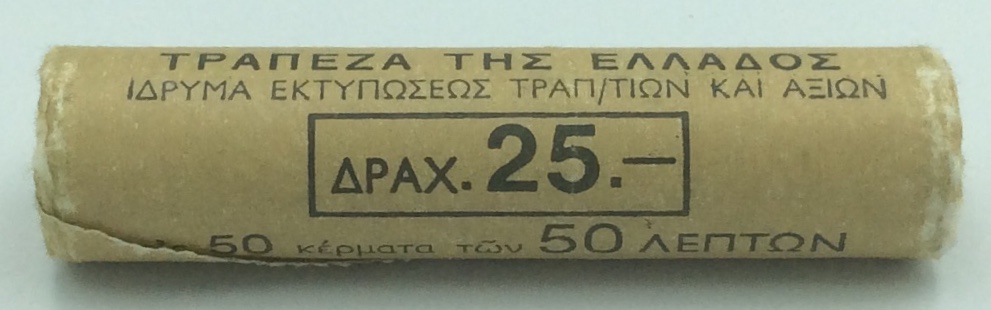 ΤΡΑΠΕΖΑ ΤΗΣ ΕΛΛΑΔΟΣ
ΙΔΡΥΜΑ ΕΚΤΥΠΩΣΕΩΣ ΤΡΑΠ/ΤΙΩΝ ΚΑΙ ΑΞΙΩΝ
ΔΡΑΧ. 25.—
50 κέρματα τῶν 50 ΛΕΠΤΩΝ